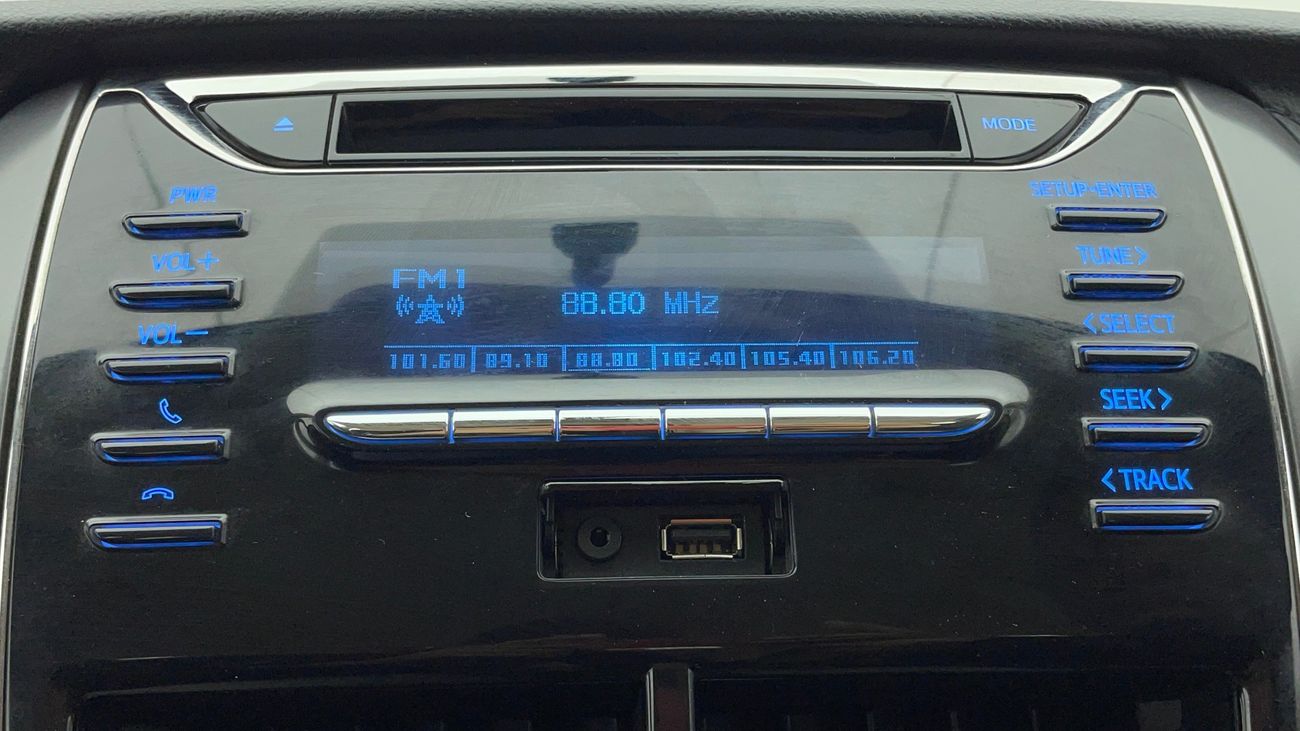 MODE
PWR
SETUP•ENTER
VOL+
TUNE>
FM1
88.80 MHz
VOL−
<SELECT
101.60 | 89.10 | 88.80 | 102.40 | 105.40 | 106.20
SEEK>
<TRACK